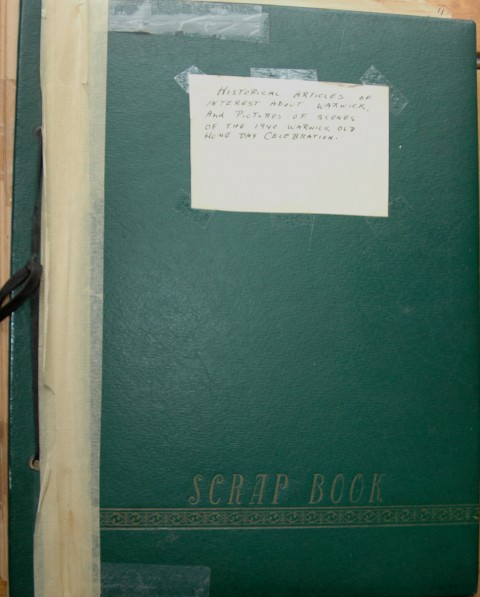 HISTORICAL ARTICLES OF
INTEREST ABOUT WARWICK,
AND PICTURES OF SCENES
OF THE 1940 WARWICK OLD
HOME DAY CELEBRATION.
SCRAP BOOK